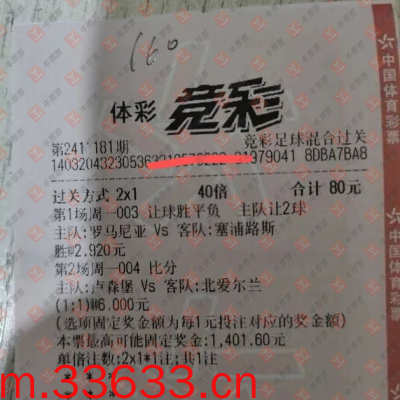 160
体彩 竞彩
第241181期 竞彩足球混合过关
79041 8DBA7BA8
过关方式 2x1 40倍 合计 80元
第1场周一003 让球胜平负 主队让2球
主队:罗马尼亚 Vs 客队:塞浦路斯
胜@2.920元
第2场周一004 比分
主队:卢森堡 Vs 客队:北爱尔兰
(1:1)@6.000元
(选项固定奖金额为每1元投注对应的奖金额)
本票最高可能固定奖金:1,401.60元
单倍注数:2x1*1注;共1注
m.33633.cn
中国体育彩票